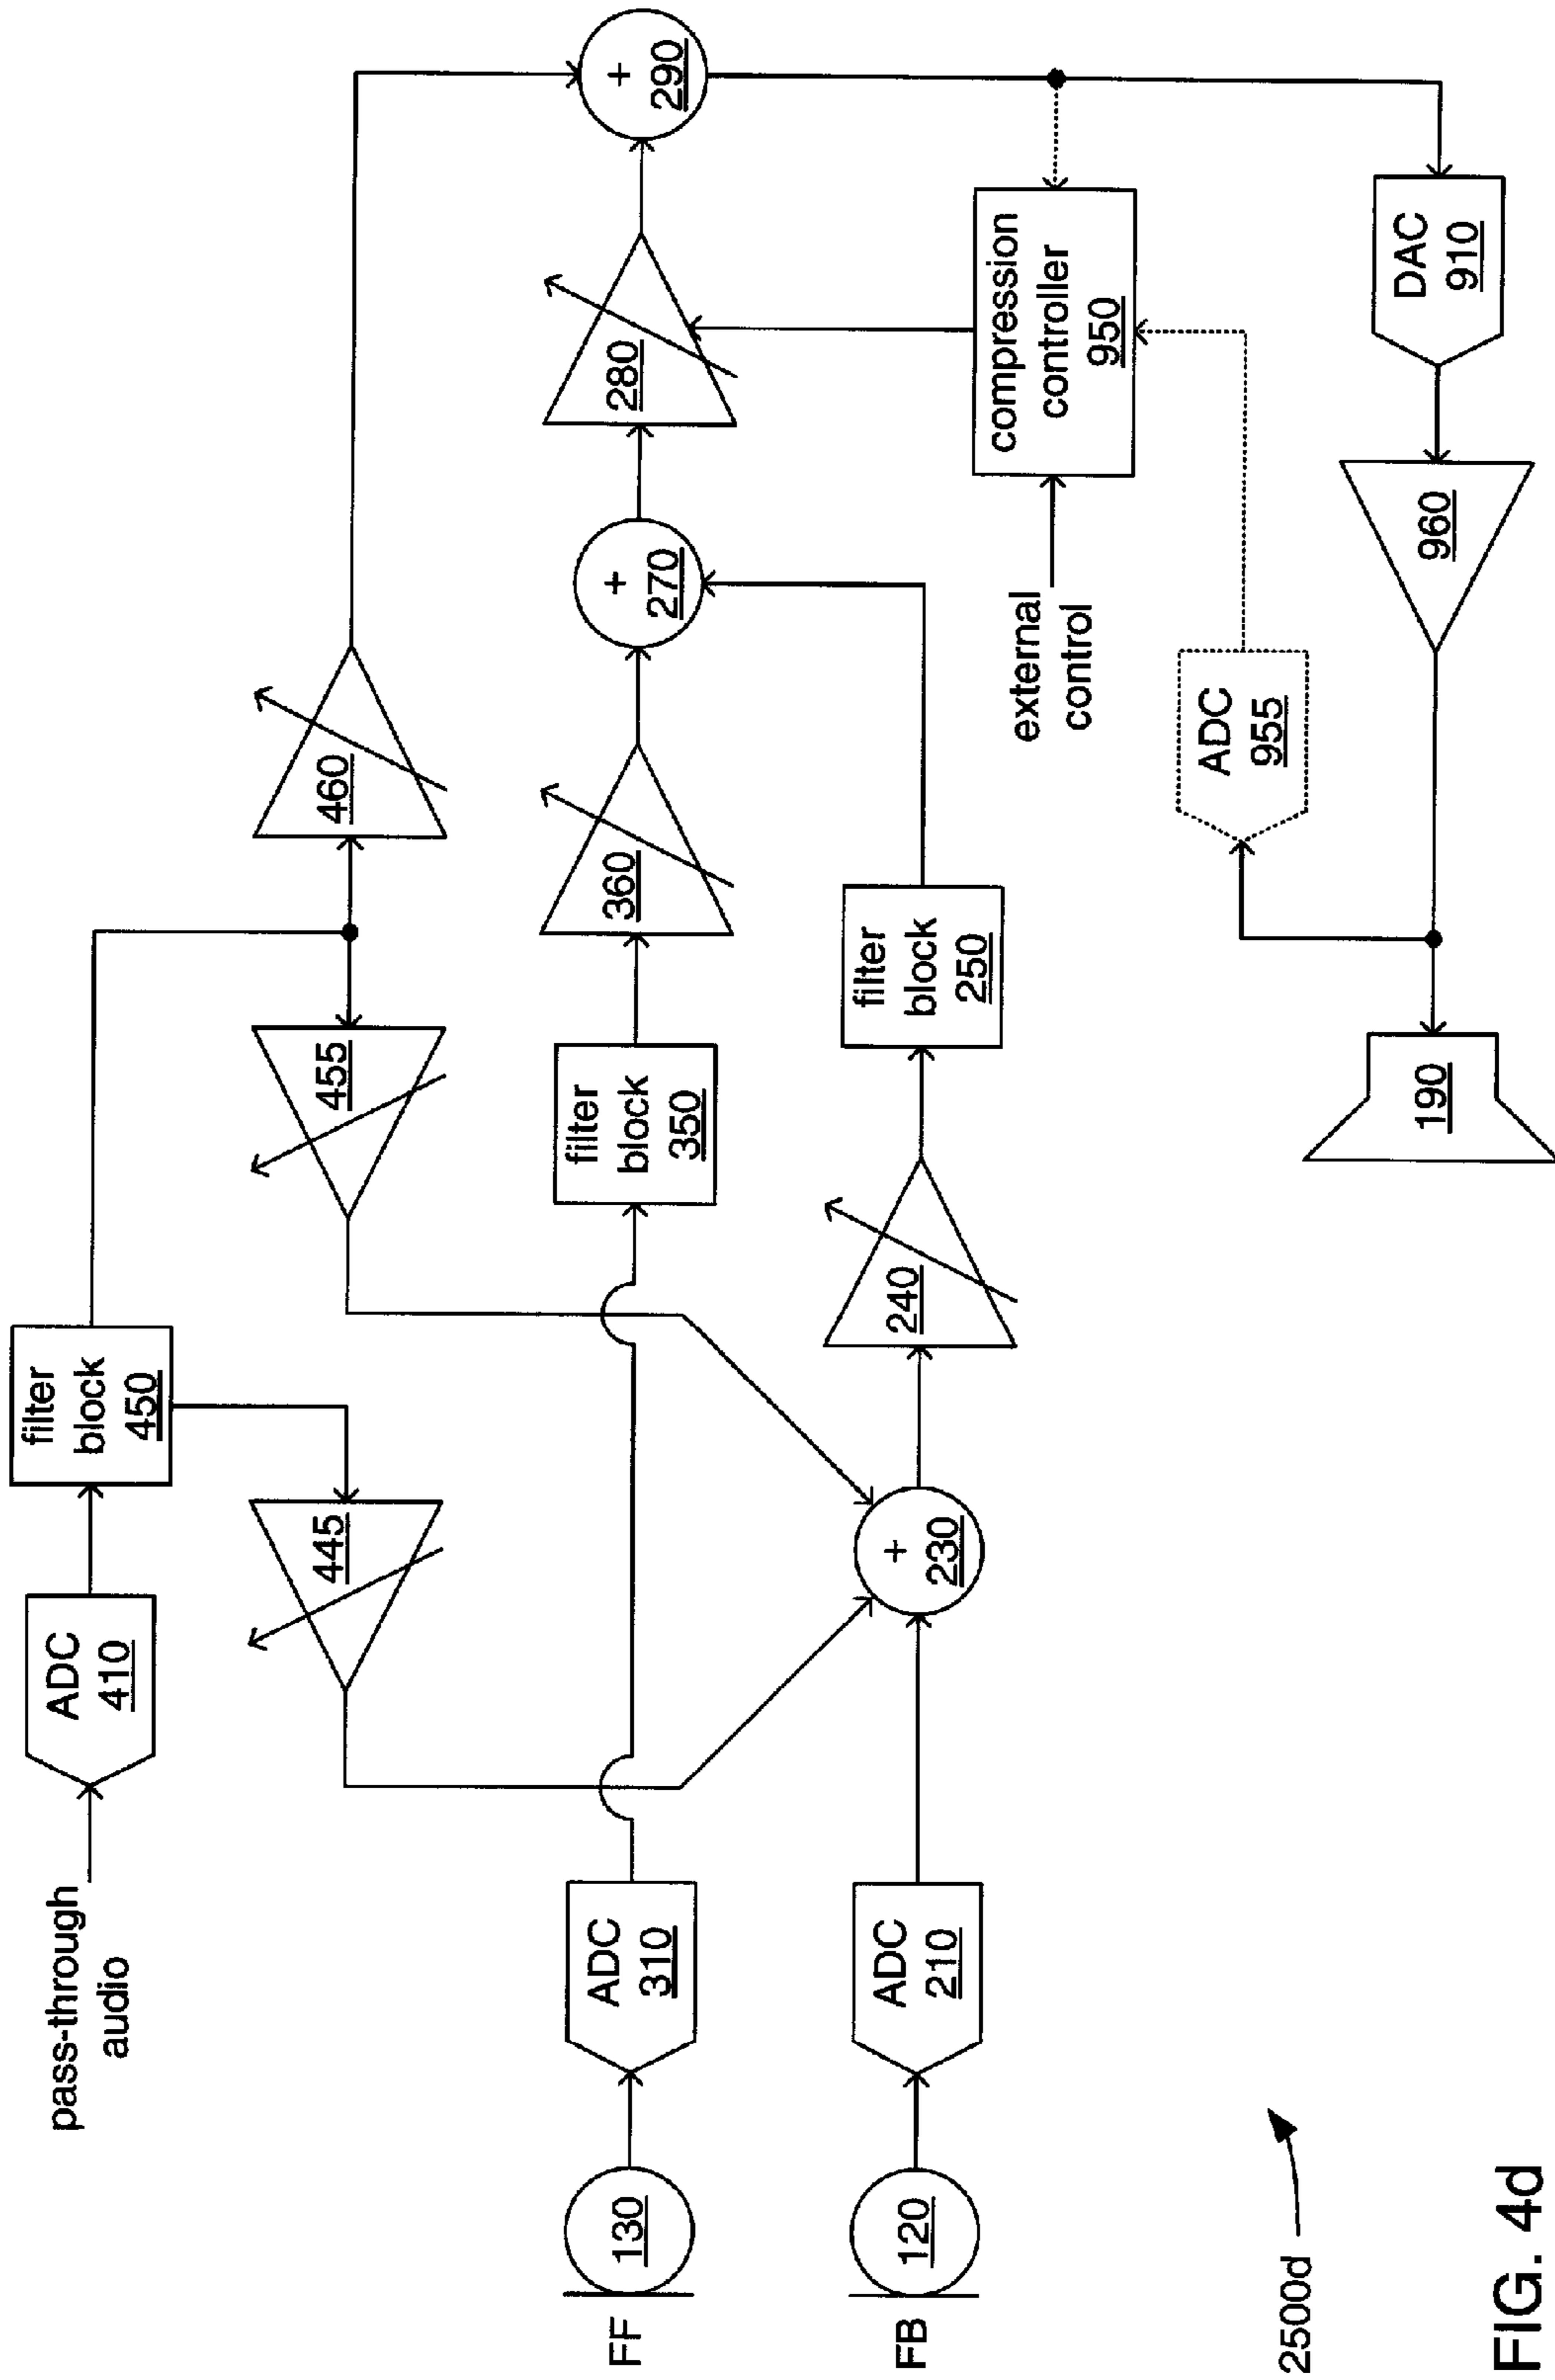 pass-through
audio
ADC
410
filter
block
450
445
455
460
FF
130
ADC
310
filter
block
350
360
+
270
280
+
290
FB
120
ADC
210
+
230
240
filter
block
250
external
control
compression
controller
950
ADC
955
DAC
910
960
190
2500d
FIG. 4d